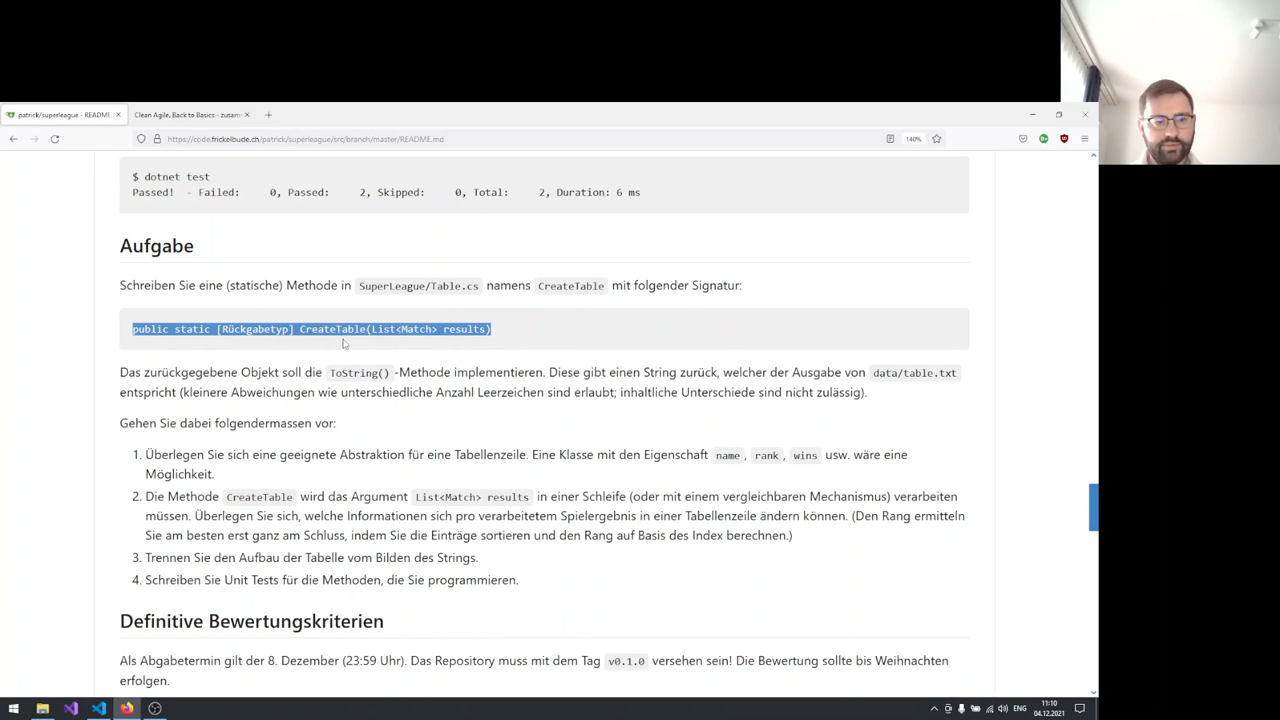 patrick/superleague - README
Clean Agile. Back to Basics - zusam
https://code.frickelbude.ch/patrick/superleague/src/branch/master/README.md
140%
$ dotnet test
Passed!  - Failed:     0, Passed:     2, Skipped:     0, Total:     2, Duration: 6 ms
Aufgabe
Schreiben Sie eine (statische) Methode in SuperLeague/Table.cs namens CreateTable mit folgender Signatur:
public static [Rückgabetyp] CreateTable(List<Match> results)
Das zurückgegebene Objekt soll die ToString() -Methode implementieren. Diese gibt einen String zurück, welcher der Ausgabe von data/table.txt
entspricht (kleinere Abweichungen wie unterschiedliche Anzahl Leerzeichen sind erlaubt; inhaltliche Unterschiede sind nicht zulässig).
Gehen Sie dabei folgendermassen vor:
1. Überlegen Sie sich eine geeignete Abstraktion für eine Tabellenzeile. Eine Klasse mit den Eigenschaft name, rank, wins usw. wäre eine
Möglichkeit.
2. Die Methode CreateTable wird das Argument List<Match> results in einer Schleife (oder mit einem vergleichbaren Mechanismus) verarbeiten
müssen. Überlegen Sie sich, welche Informationen sich pro verarbeitetem Spielergebnis in einer Tabellenzeile ändern können. (Den Rang ermitteln
Sie am besten erst ganz am Schluss, indem Sie die Einträge sortieren und den Rang auf Basis des Index berechnen.)
3. Trennen Sie den Aufbau der Tabelle vom Bilden des Strings.
4. Schreiben Sie Unit Tests für die Methoden, die Sie programmieren.
Definitive Bewertungskriterien
Als Abgabetermin gilt der 8. Dezember (23:59 Uhr). Das Repository muss mit dem Tag v0.1.0 versehen sein! Die Bewertung sollte bis Weihnachten
erfolgen.
ENG
11:10
04.12.2021